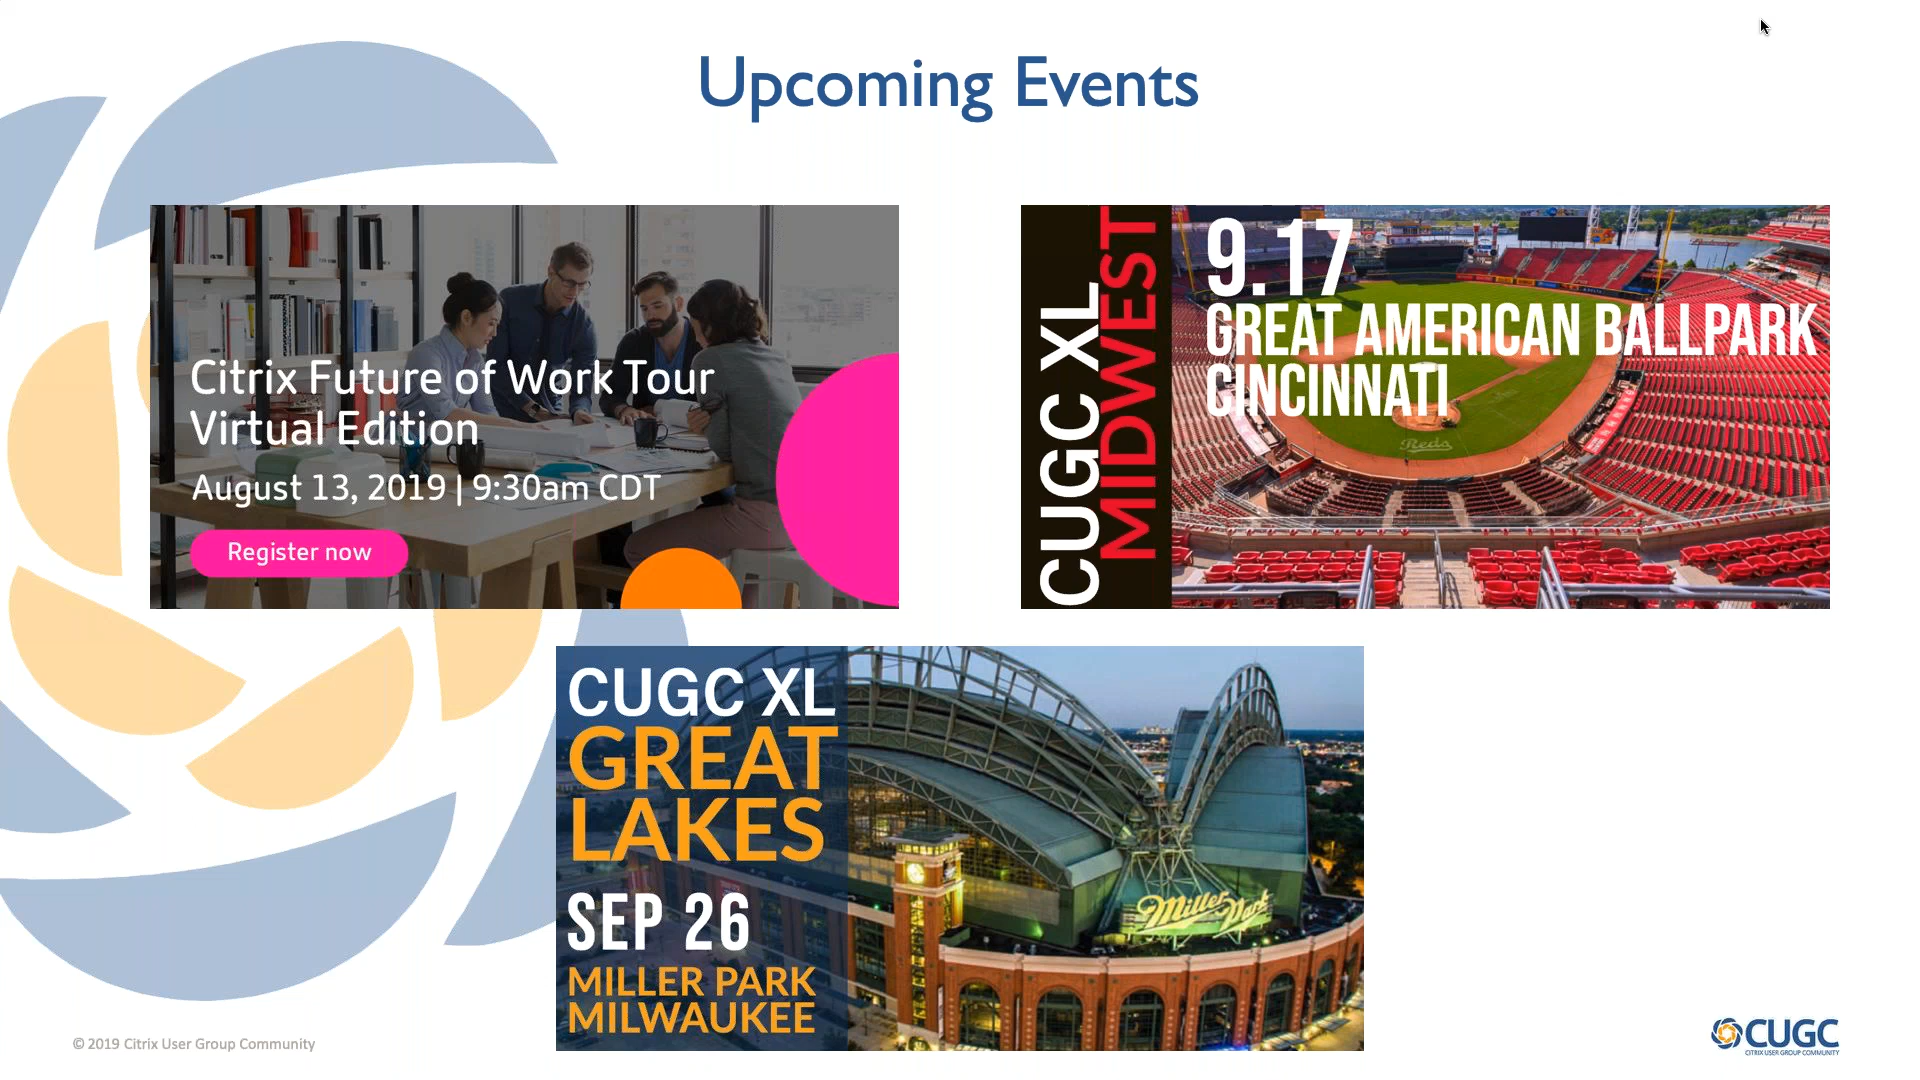 Upcoming Events
Citrix Future of Work Tour
Virtual Edition
August 13, 2019 | 9:30am CDT
Register now
CUGC XL
MIDWEST
9.17
GREAT AMERICAN BALLPARK
CINCINNATI
Reds
CUGC XL
GREAT
LAKES
SEP 26
MILLER PARK
MILWAUKEE
Miller Park
© 2019 Citrix User Group Community
CUGC
CITRIX USER GROUP COMMUNITY